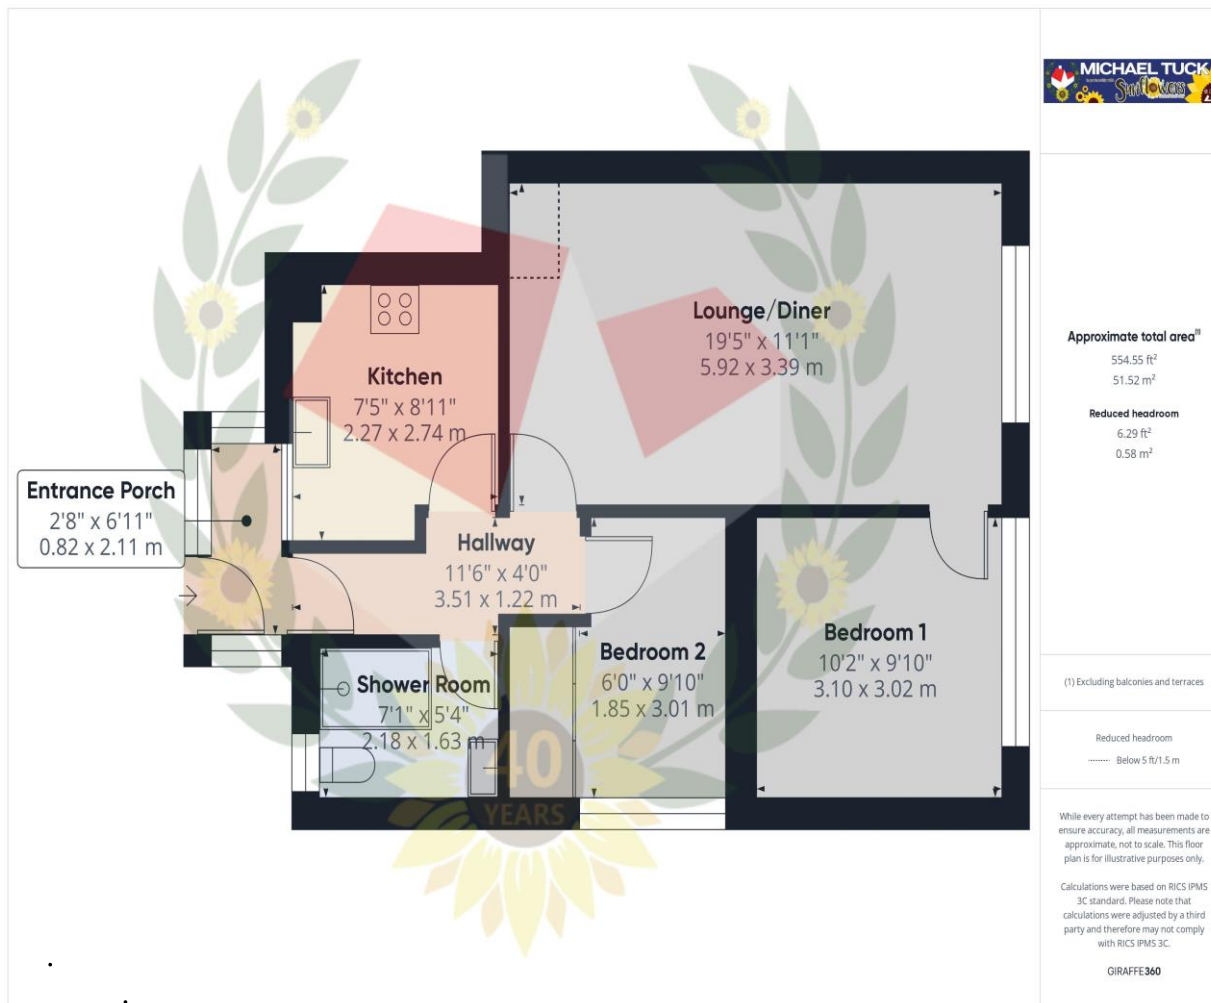 MICHAEL TUCK
Sunflowers
Lounge/Diner
19'5" x 11'1"
5.92 x 3.39 m
Kitchen
7'5" x 8'11"
2.27 x 2.74 m
Entrance Porch
2'8" x 6'11"
0.82 x 2.11 m
Hallway
11'6" x 4'0"
3.51 x 1.22 m
Bedroom 2
6'0" x 9'10"
1.85 x 3.01 m
Bedroom 1
10'2" x 9'10"
3.10 x 3.02 m
Shower Room
7'1" x 5'4"
2.18 x 1.63 m
40
YEARS
Approximate total area(1)
554.55 ft²
51.52 m²
Reduced headroom
6.29 ft²
0.58 m²
(1) Excluding balconies and terraces
Reduced headroom
Below 5 ft/1.5 m
While every attempt has been made to
ensure accuracy, all measurements are
approximate, not to scale. This floor
plan is for illustrative purposes only.
Calculations were based on RICS IPMS
3C standard. Please note that
calculations were adjusted by a third
party and therefore may not comply
with RICS IPMS 3C.
GIRAFFE360